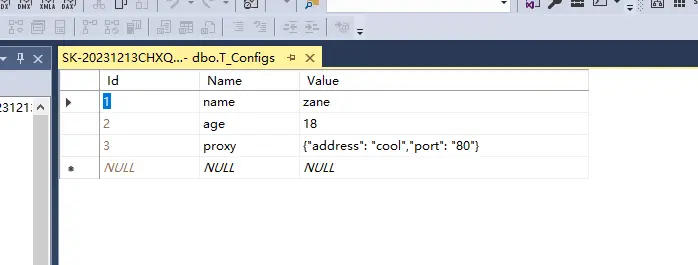 MDX DMX XMLA DAX
SK-20231213CHXQ...- dbo.T_Configs
Id Name Value
1 name zane
2 age 18
23121
3 proxy {"address": "cool","port": "80"}
NULL NULL NULL